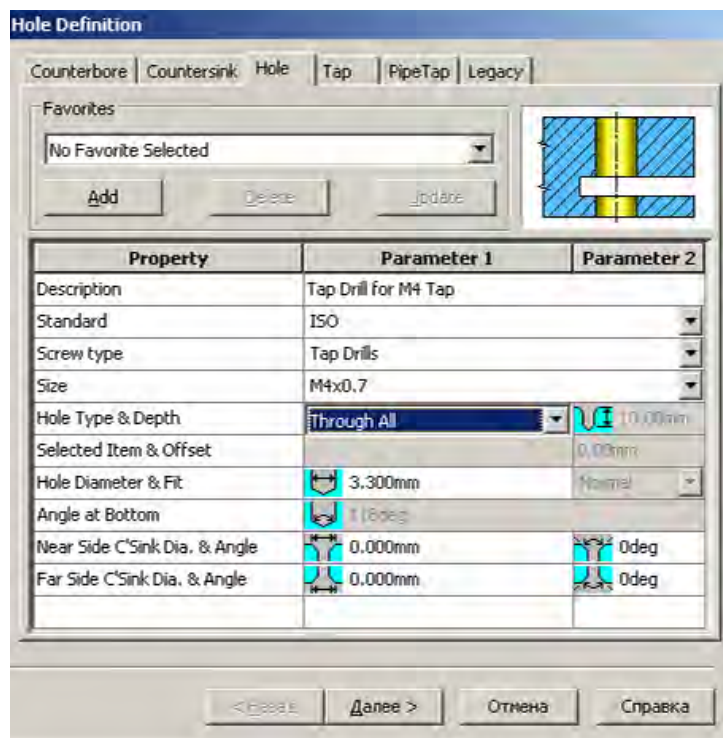 Hole Definition
Counterbore Countersink Hole Tap PipeTap Legacy
Favorites
No Favorite Selected
Add Delete Update
Property Parameter 1 Parameter 2
Description Tap Drill for M4 Tap
Standard ISO
Screw type Tap Drills
Size M4x0.7
Hole Type & Depth Through All 10.00mm
Selected Item & Offset 0.00mm
Hole Diameter & Fit 3.300mm Normal
Angle at Bottom 118deg
Near Side C'Sink Dia. & Angle 0.000mm 0deg
Far Side C'Sink Dia. & Angle 0.000mm 0deg
< Назад Далее > Отмена Справка